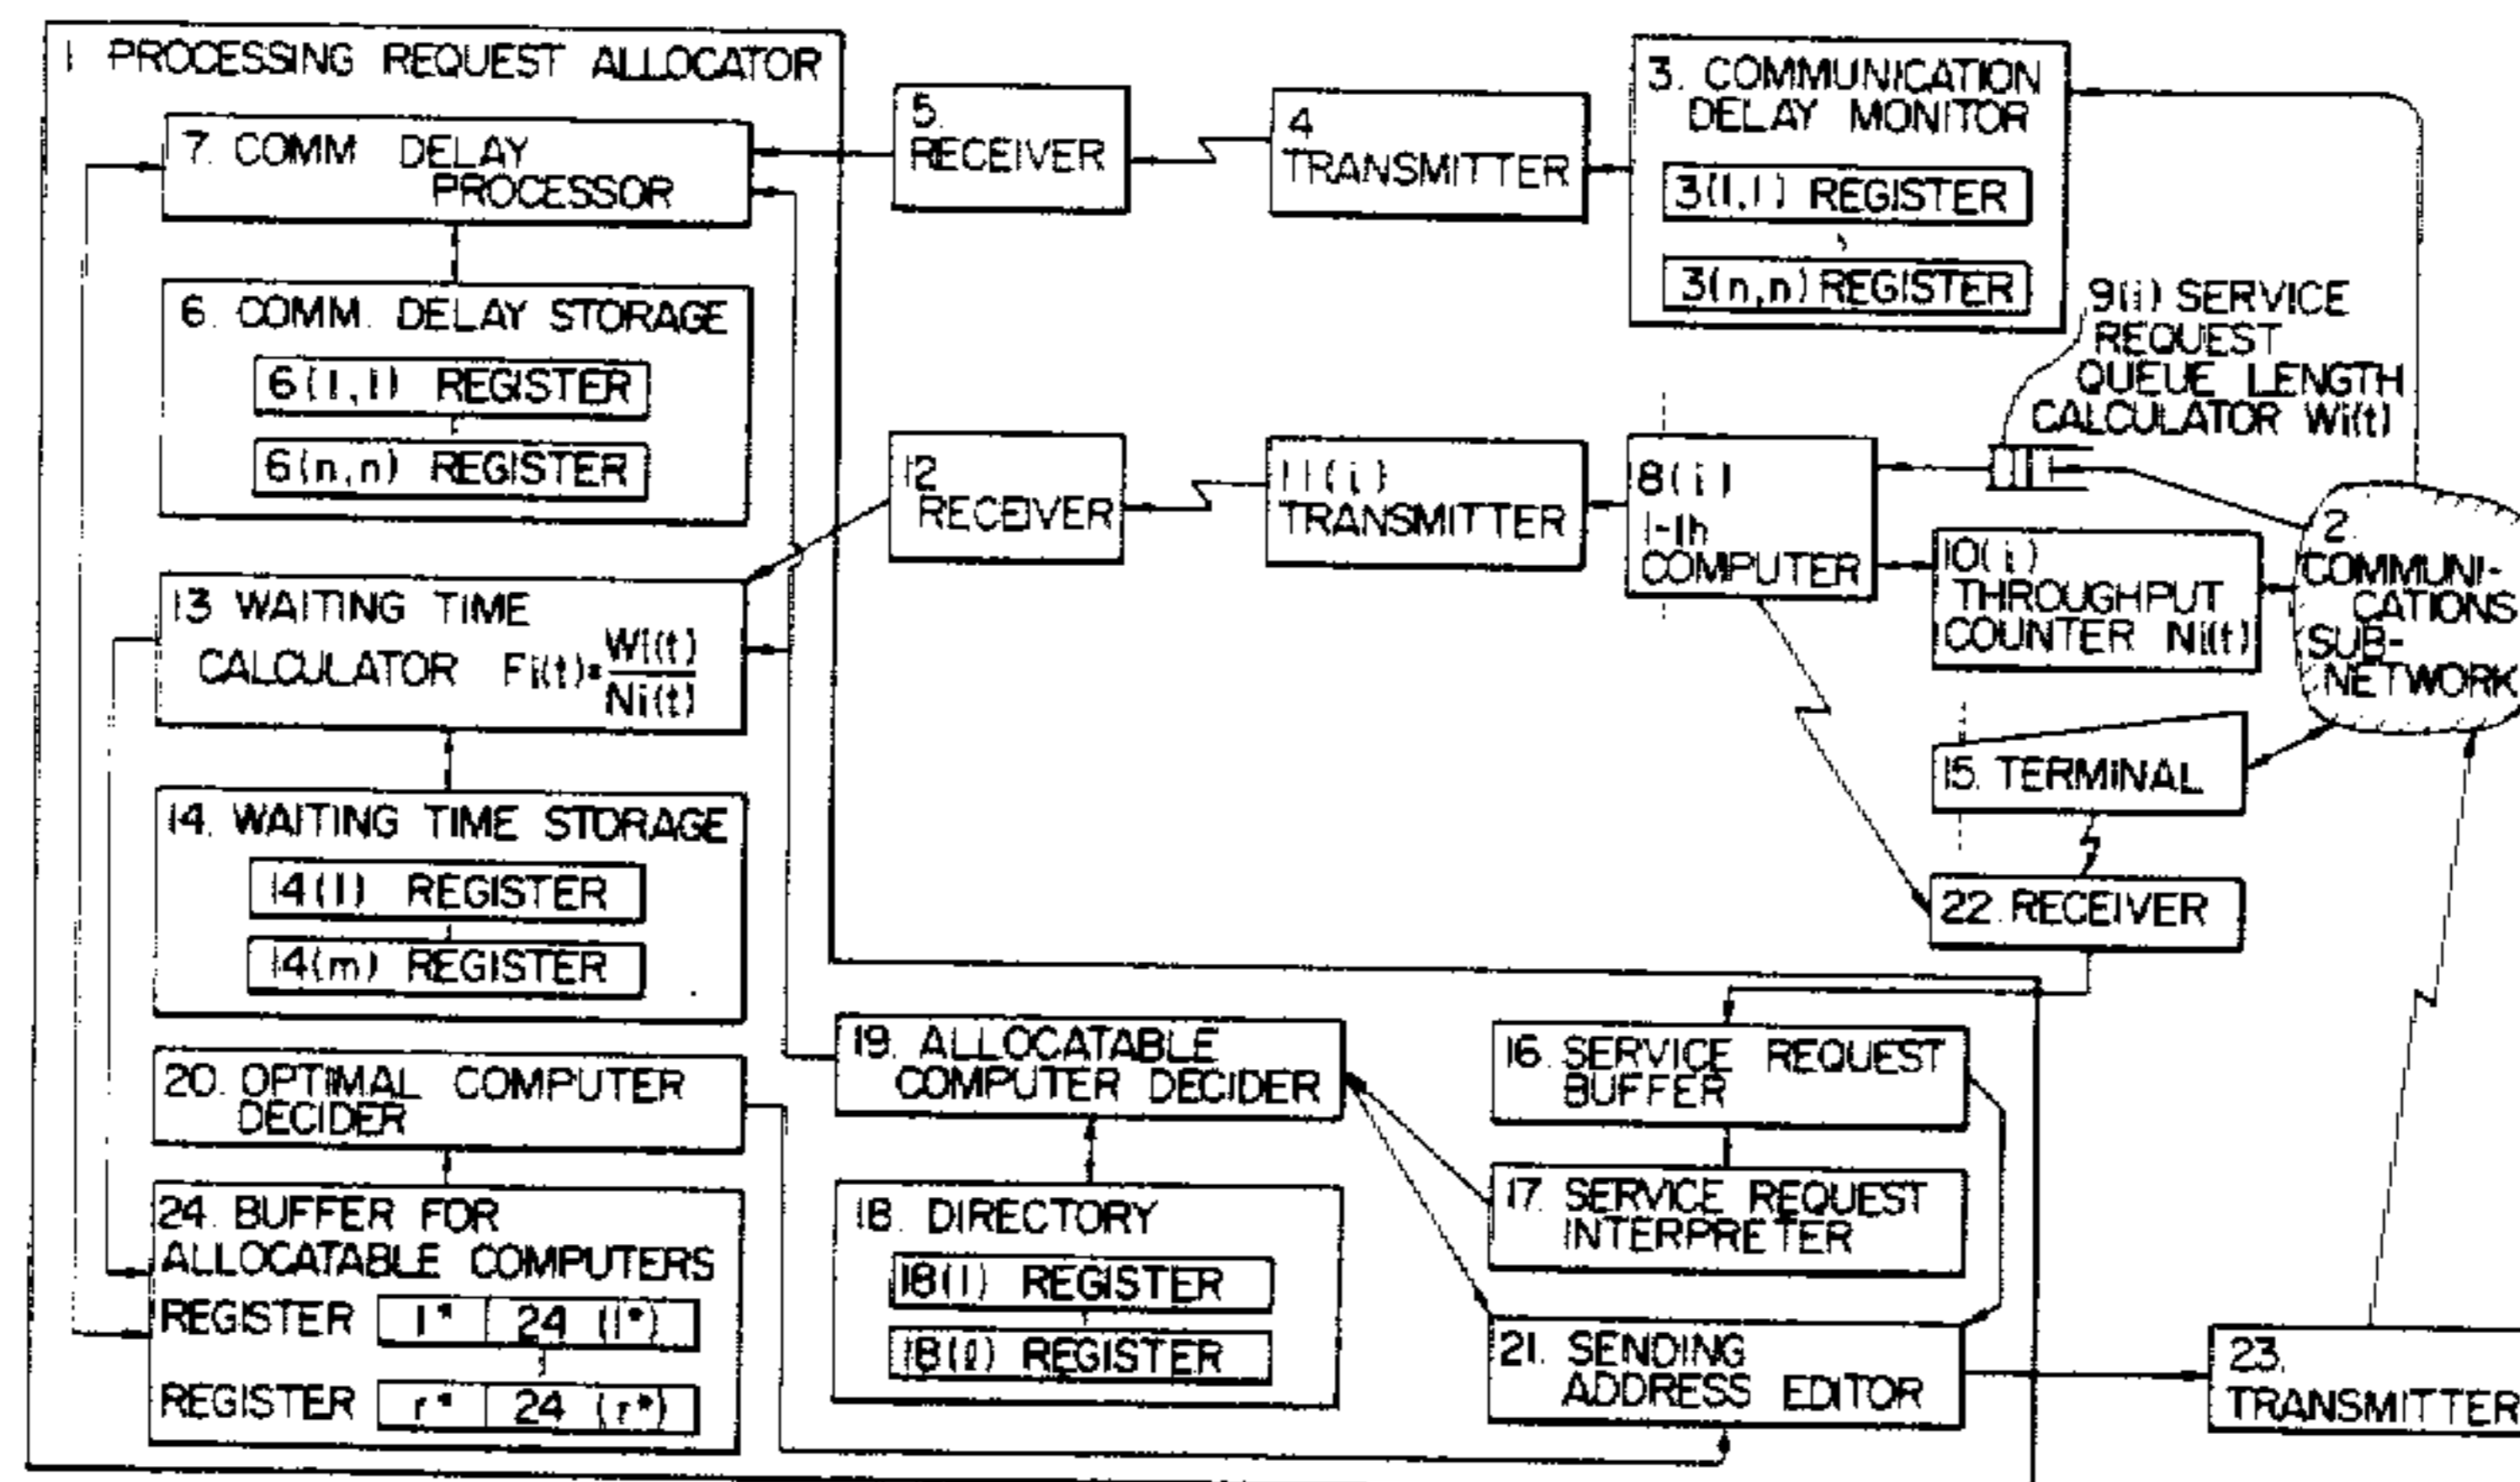 1 PROCESSING REQUEST ALLOCATOR
7. COMM DELAY
PROCESSOR
6. COMM. DELAY STORAGE
6(1,1) REGISTER
6(n,n) REGISTER
13 WAITING TIME
CALCULATOR Fi(t)=Wi(t)/Ni(t)
14. WAITING TIME STORAGE
14(1) REGISTER
14(m) REGISTER
20. OPTIMAL COMPUTER
DECIDER
24. BUFFER FOR
ALLOCATABLE COMPUTERS
REGISTER 1* 24 (1*)
REGISTER r* 24 (r*)
5.
RECEIVER
4
TRANSMITTER
3. COMMUNICATION
DELAY MONITOR
3(1,1) REGISTER
3(n,n) REGISTER
9(i) SERVICE
REQUEST
QUEUE LENGTH
CALCULATOR Wi(t)
12
RECEIVER
11(i)
TRANSMITTER
8(i)
i-th
COMPUTER
10(i)
THROUGHPUT
COUNTER Ni(t)
2.
COMMUNI-
CATIONS
SUB-
NETWORK
15. TERMINAL
22. RECEIVER
19. ALLOCATABLE
COMPUTER DECIDER
18. DIRECTORY
18(1) REGISTER
18(ℓ) REGISTER
16. SERVICE REQUEST
BUFFER
17. SERVICE REQUEST
INTERPRETER
21. SENDING
ADDRESS EDITOR
23.
TRANSMITTER